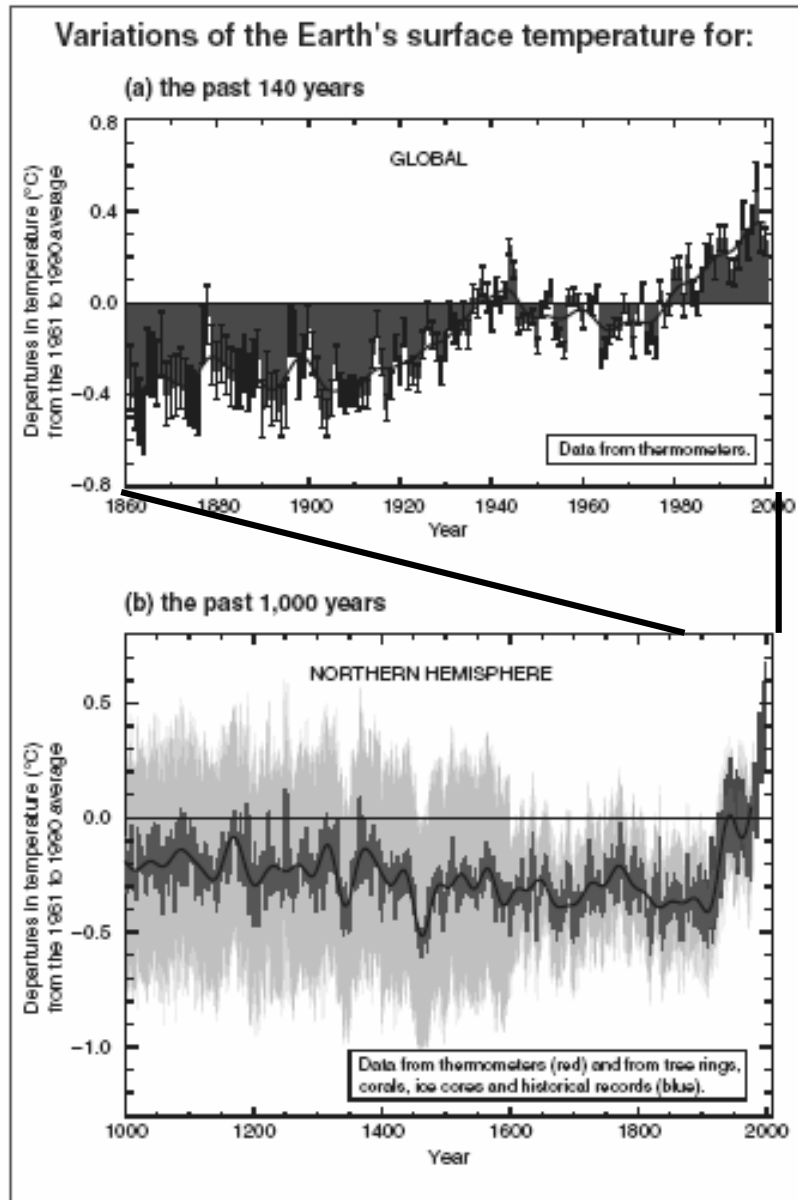 Variations of the Earth's surface temperature for:
(a) the past 140 years
GLOBAL
Departures in temperature (°C)
from the 1961 to 1990 average
0.8
0.4
0.0
−0.4
−0.8
Data from thermometers.
1860 1880 1900 1920 1940 1960 1980 2000
Year
(b) the past 1,000 years
NORTHERN HEMISPHERE
Departures in temperature (°C)
from the 1961 to 1990 average
0.5
0.0
−0.5
−1.0
Data from thermometers (red) and from tree rings,
corals, ice cores and historical records (blue).
1000 1200 1400 1600 1800 2000
Year